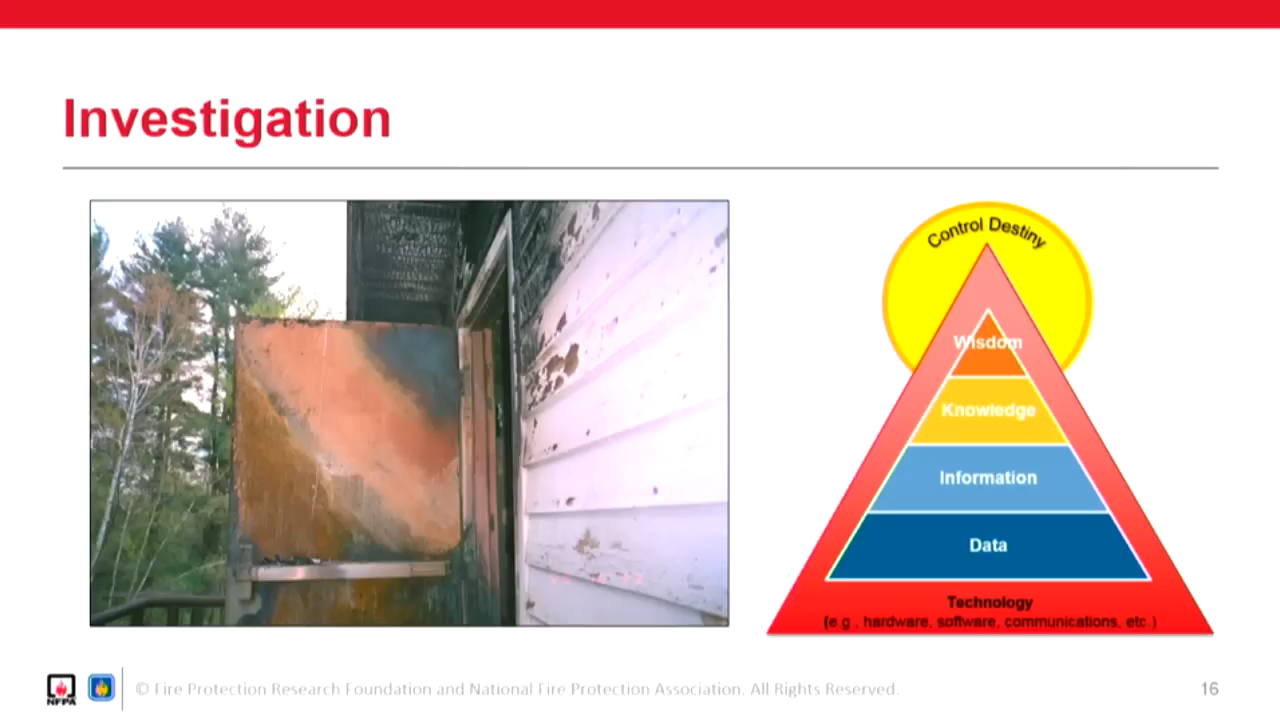 Investigation
Control Destiny
Wisdom
Knowledge
Information
Data
Technology
(e.g., hardware, software, communications, etc.)
NFPA
© Fire Protection Research Foundation and National Fire Protection Association. All Rights Reserved.
16